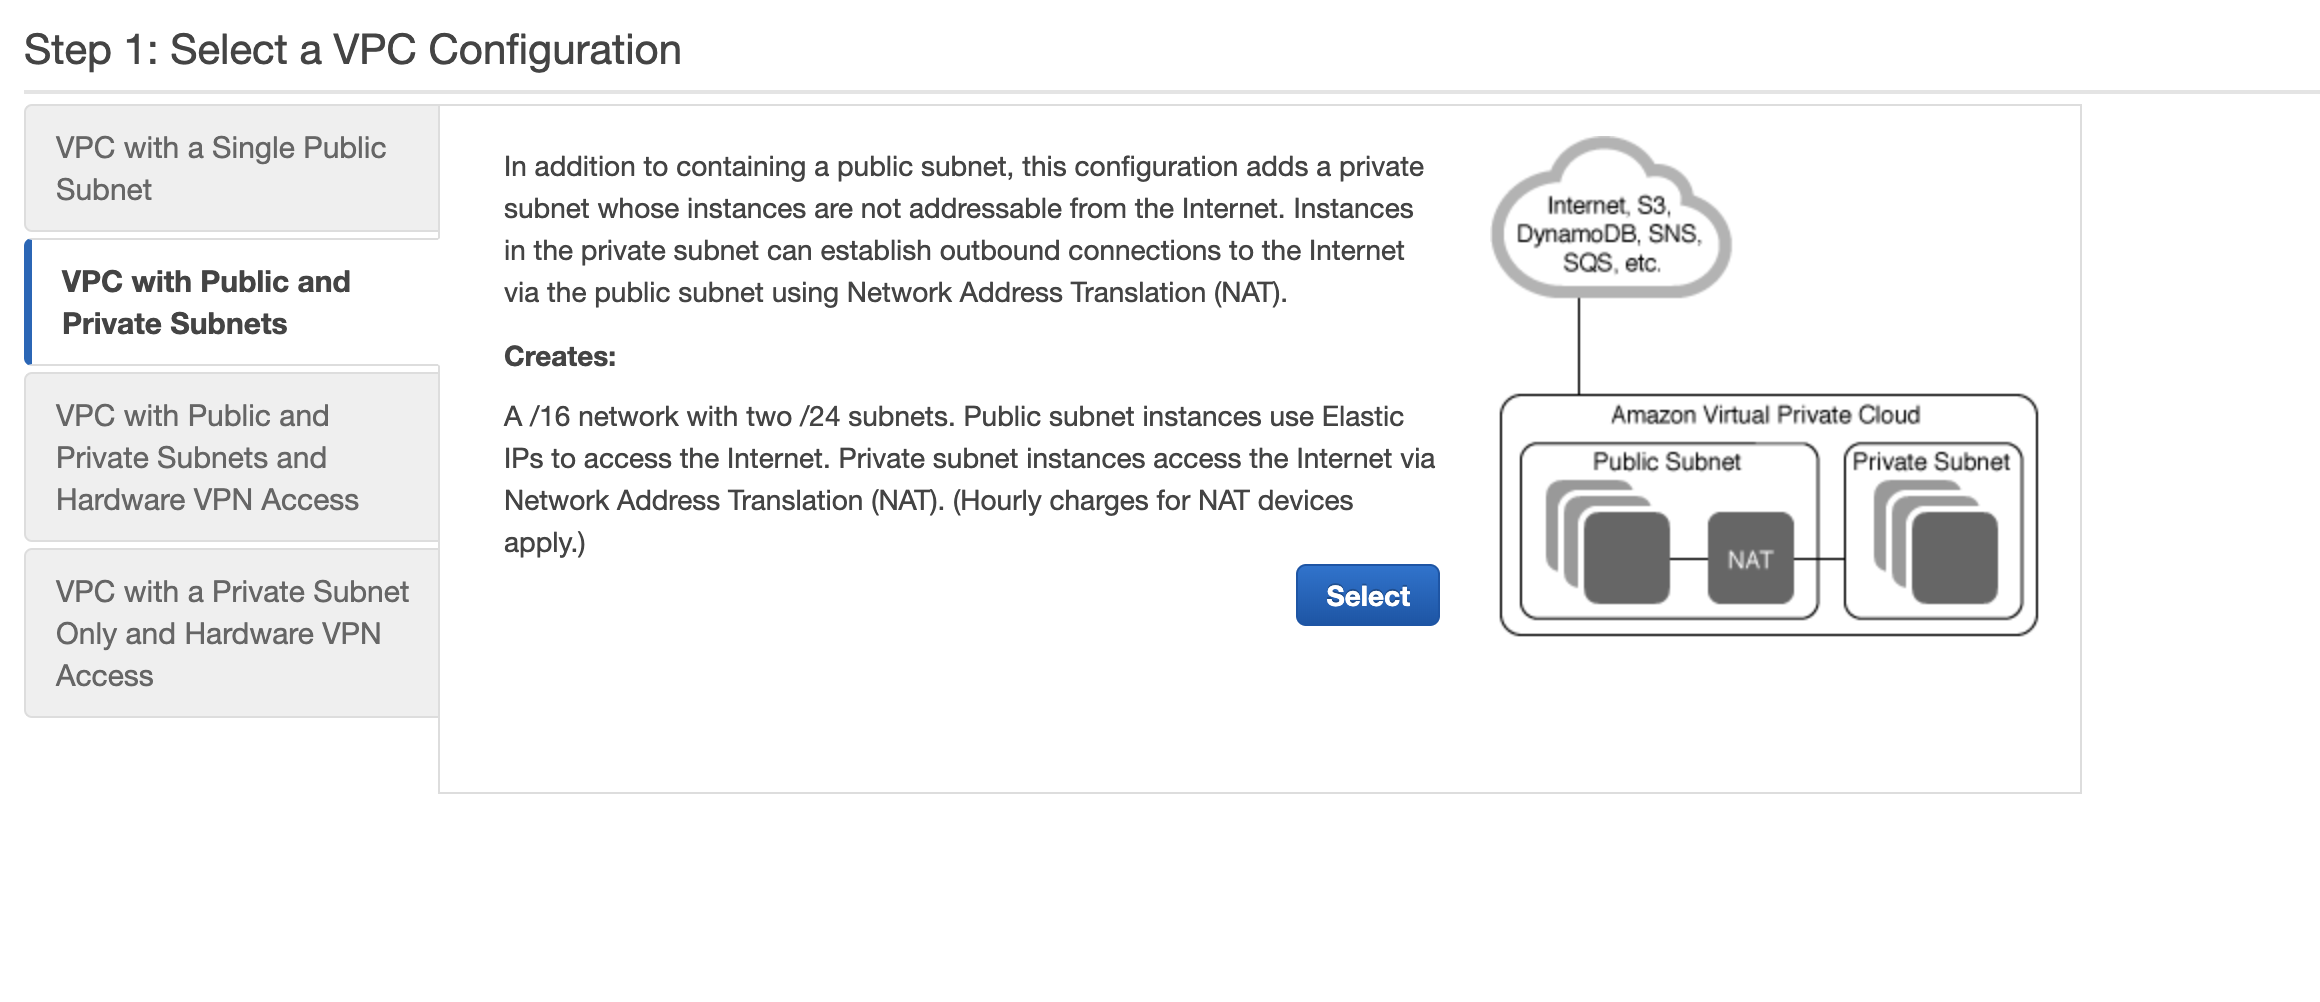 Step 1: Select a VPC Configuration
VPC with a Single Public
Subnet
VPC with Public and
Private Subnets
VPC with Public and
Private Subnets and
Hardware VPN Access
VPC with a Private Subnet
Only and Hardware VPN
Access
In addition to containing a public subnet, this configuration adds a private
subnet whose instances are not addressable from the Internet. Instances
in the private subnet can establish outbound connections to the Internet
via the public subnet using Network Address Translation (NAT).
Creates:
A /16 network with two /24 subnets. Public subnet instances use Elastic
IPs to access the Internet. Private subnet instances access the Internet via
Network Address Translation (NAT). (Hourly charges for NAT devices
apply.)
Select
Internet, S3,
DynamoDB, SNS,
SQS, etc.
Amazon Virtual Private Cloud
Public Subnet
Private Subnet
NAT